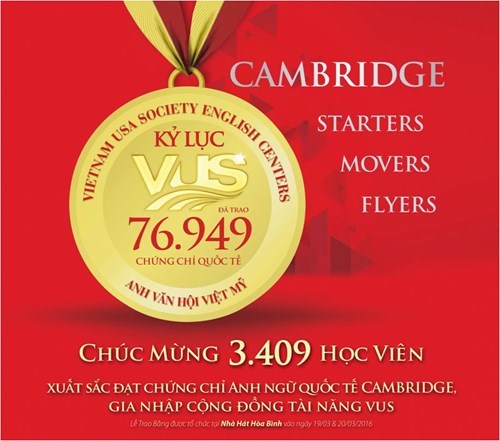 CAMBRIDGE
STARTERS
MOVERS
FLYERS
VIETNAM USA SOCIETY ENGLISH CENTERS
KỶ LỤC
VUS
ĐÃ TRAO
76.949
CHỨNG CHỈ QUỐC TẾ
ANH VĂN HỘI VIỆT MỸ
CHÚC MỪNG 3.409 HỌC VIÊN
XUẤT SẮC ĐẠT CHỨNG CHỈ ANH NGỮ QUỐC TẾ CAMBRIDGE,
GIA NHẬP CỘNG ĐỒNG TÀI NĂNG VUS
Lễ Trao Bằng được tổ chức tại Nhà Hát Hòa Bình vào ngày 19/03 & 20/03/2016